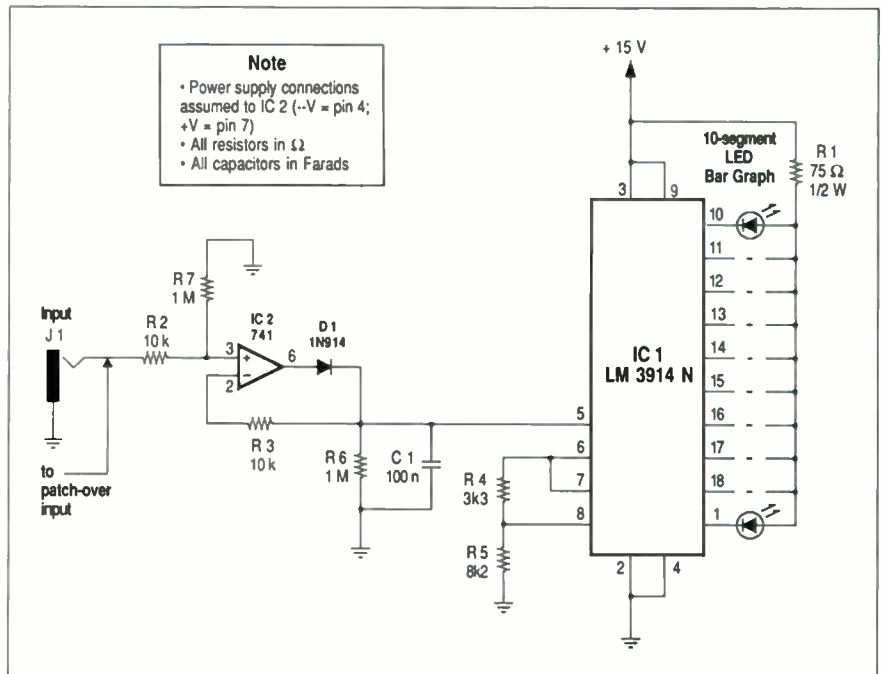 Note
• Power supply connections
assumed to IC 2 (--V = pin 4;
+V = pin 7)
• All resistors in Ω
• All capacitors in Farads
+ 15 V
10-segment
LED
Bar Graph
R 1
75 Ω
1/2 W
3
9
10
11
12
13
14
15
16
17
18
1
IC 1
LM 3914 N
5
6
7
8
2
4
R 7
1 M
Input
J 1
R 2
10 k
IC 2
741
3
+
−
2
6
D 1
1N914
R 3
10 k
R 6
1 M
C 1
100 n
R 4
3k3
R 5
8k2
to
patch-over
input